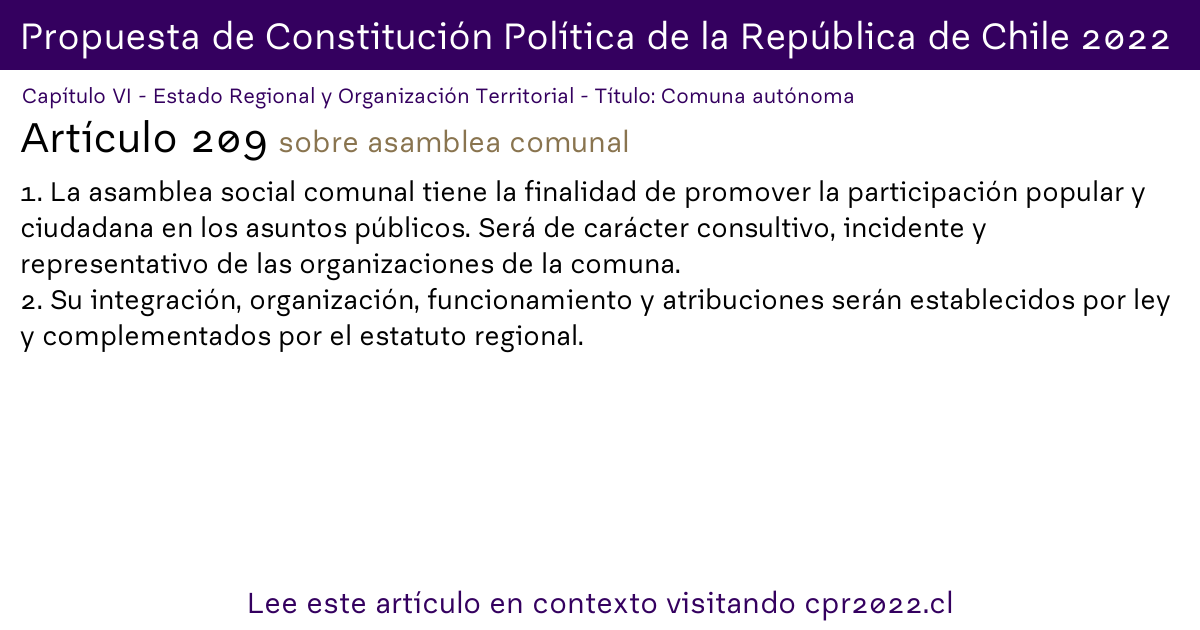 Propuesta de Constitución Política de la República de Chile 2022
Capítulo VI - Estado Regional y Organización Territorial - Título: Comuna autónoma
Artículo 209 sobre asamblea comunal
1. La asamblea social comunal tiene la finalidad de promover la participación popular y
ciudadana en los asuntos públicos. Será de carácter consultivo, incidente y
representativo de las organizaciones de la comuna.
2. Su integración, organización, funcionamiento y atribuciones serán establecidos por ley
y complementados por el estatuto regional.
Lee este artículo en contexto visitando cpr2022.cl